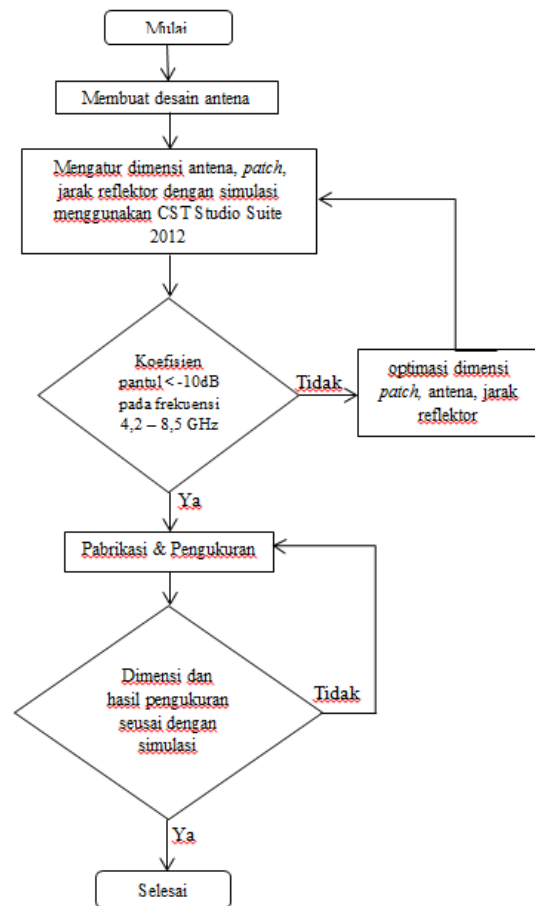 Mulai
Membuat desain antena
Mengatur dimensi antena, patch,
jarak reflektor dengan simulasi
menggunakan CST Studio Suite
2012
Koefisien
pantul < -10dB
pada frekuensi
4,2 – 8,5 GHz
Tidak
optimasi dimensi
patch, antena, jarak
reflektor
Ya
Pabrikasi & Pengukuran
Dimensi dan
hasil pengukuran
seusai dengan
simulasi
Tidak
Ya
Selesai